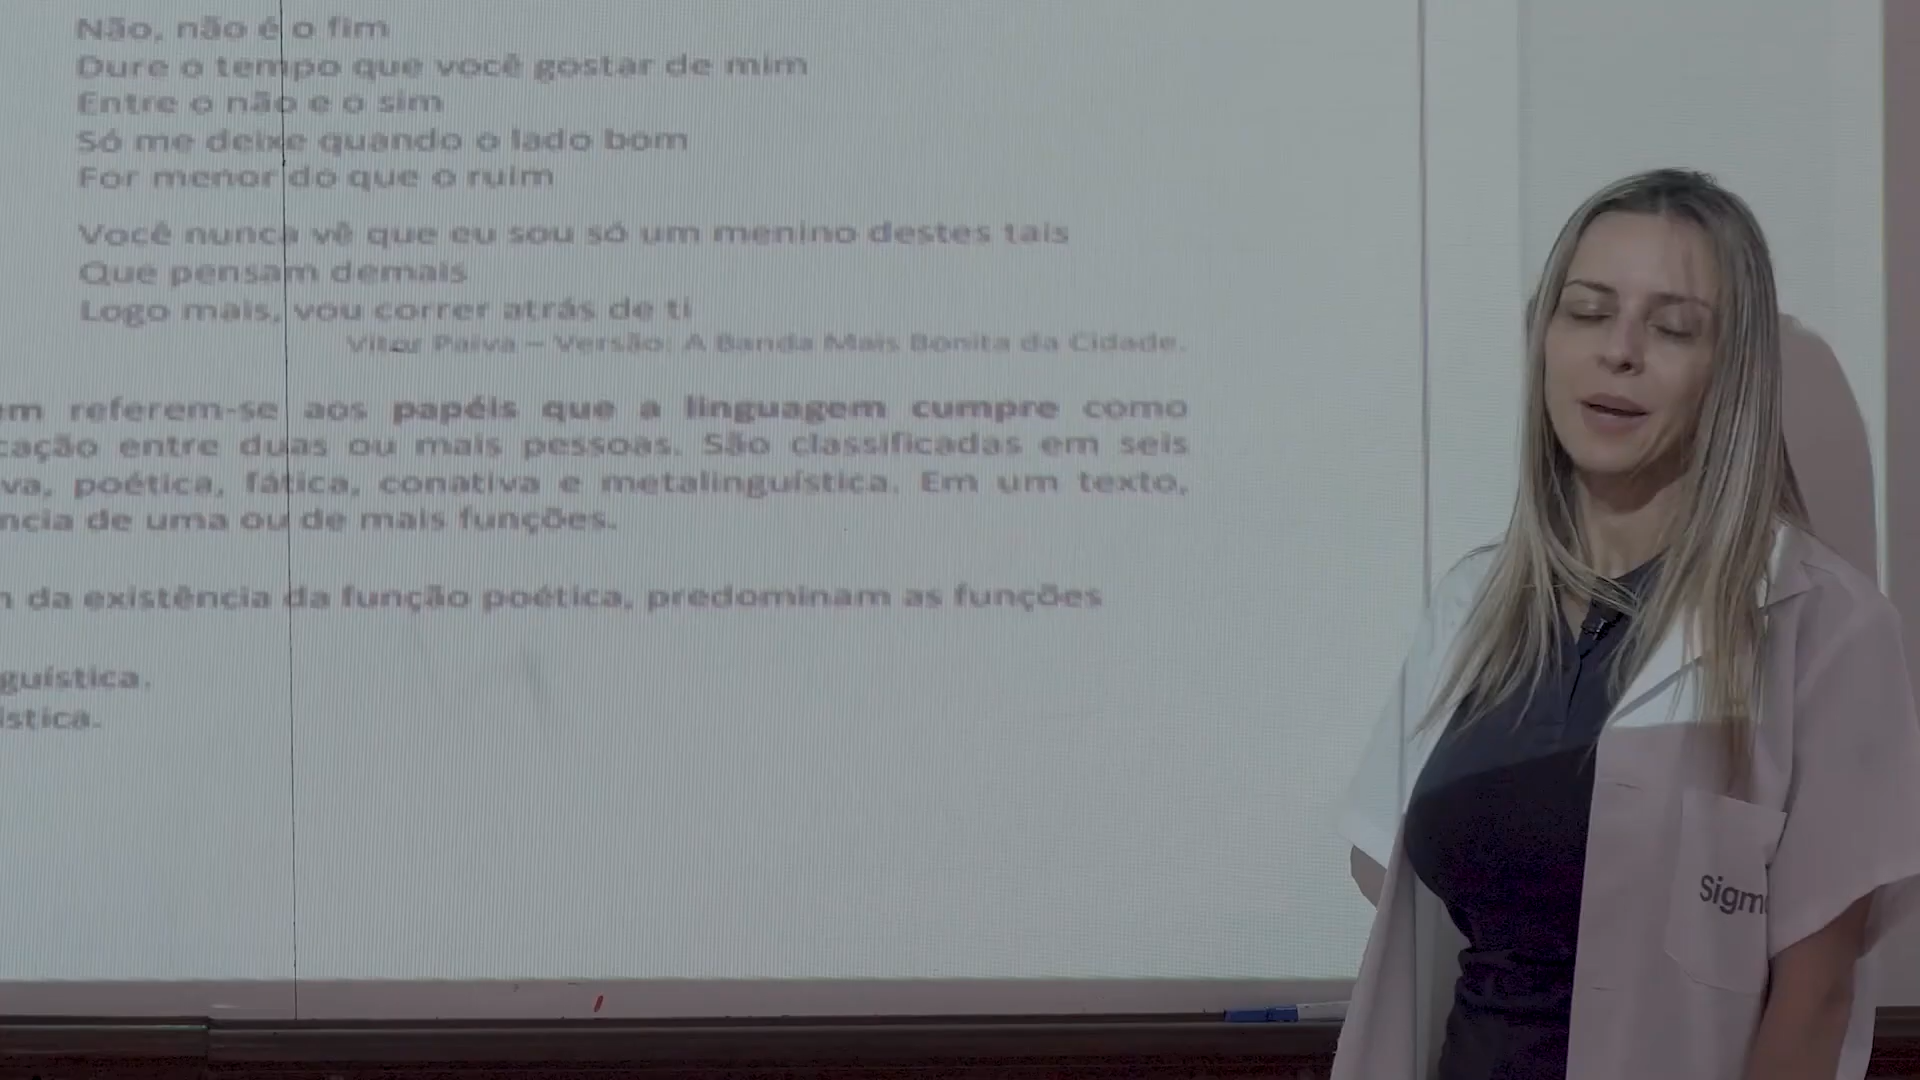 Não, não é o fim
Dure o tempo que você gostar de mim
Entre o não e o sim
Só me deixe quando o lado bom
For menor do que o ruim
Você nunca vê que eu sou só um menino destes tais
Que pensam demais
Logo mais, vou correr atrás de ti
Vitor Paiva – Versão: A Banda Mais Bonita da Cidade.
em referem-se aos papéis que a linguagem cumpre como
cação entre duas ou mais pessoas. São classificadas em seis
va, poética, fática, conativa e metalinguística. Em um texto,
ncia de uma ou de mais funções.
m da existência da função poética, predominam as funções
guística.
ística.
Sigm